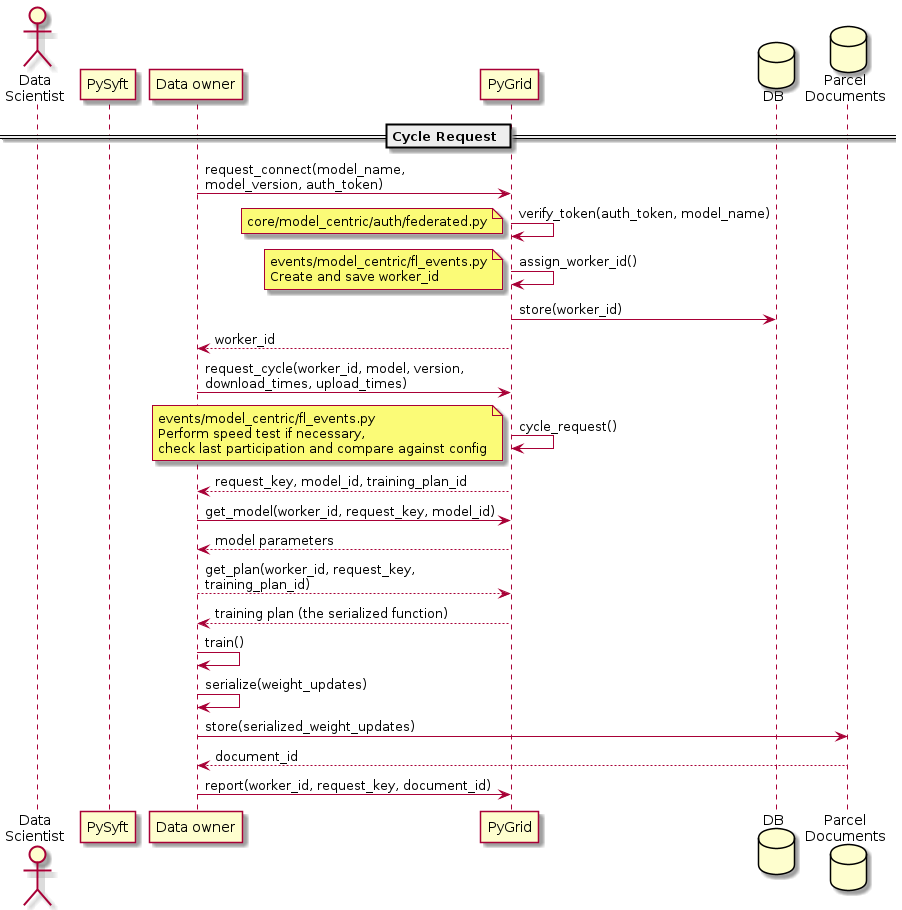 Data
Scientist
PySyft
Data owner
PyGrid
DB
Parcel
Documents
Cycle Request
request_connect(model_name,
model_version, auth_token)
core/model_centric/auth/federated.py
verify_token(auth_token, model_name)
events/model_centric/fl_events.py
Create and save worker_id
assign_worker_id()
store(worker_id)
worker_id
request_cycle(worker_id, model, version,
download_times, upload_times)
events/model_centric/fl_events.py
Perform speed test if necessary,
check last participation and compare against config
cycle_request()
request_key, model_id, training_plan_id
get_model(worker_id, request_key, model_id)
model parameters
get_plan(worker_id, request_key,
training_plan_id)
training plan (the serialized function)
train()
serialize(weight_updates)
store(serialized_weight_updates)
document_id
report(worker_id, request_key, document_id)
Data
Scientist
PySyft
Data owner
PyGrid
DB
Parcel
Documents